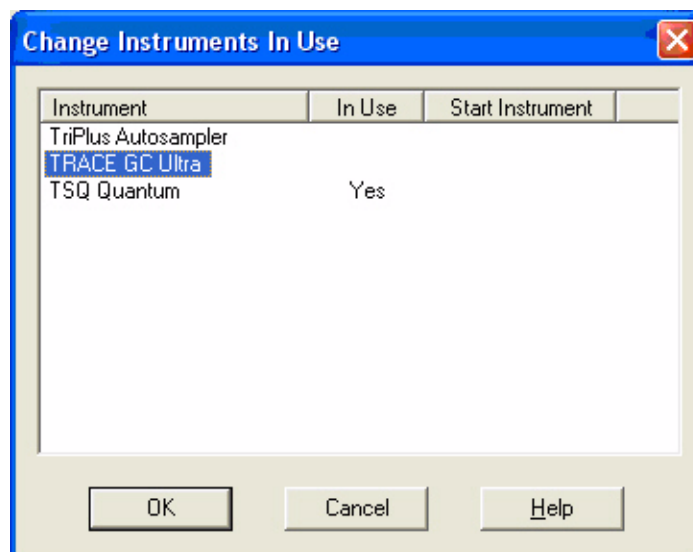 Change Instruments In Use
Instrument In Use Start Instrument
TriPlus Autosampler
TRACE GC Ultra
TSQ Quantum Yes
OK Cancel Help